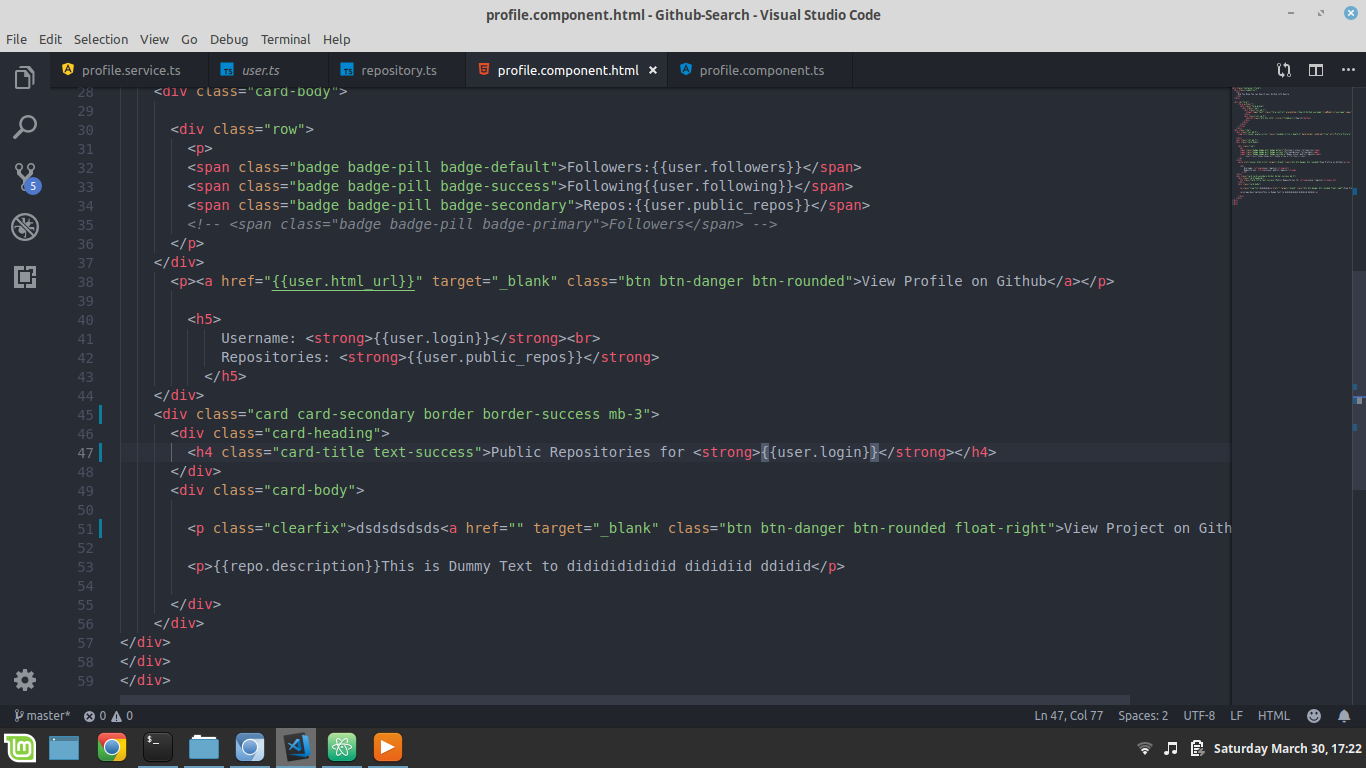 profile.component.html - Github-Search - Visual Studio Code
File Edit Selection View Go Debug Terminal Help
profile.service.ts user.ts repository.ts profile.component.html profile.component.ts
28 <div class="card-body">
29
30 <div class="row">
31 <p>
32 <span class="badge badge-pill badge-default">Followers:{{user.followers}}</span>
33 <span class="badge badge-pill badge-success">Following{{user.following}}</span>
34 <span class="badge badge-pill badge-secondary">Repos:{{user.public_repos}}</span>
35 <!-- <span class="badge badge-pill badge-primary">Followers</span> -->
36 </p>
37 </div>
38 <p><a href="{{user.html_url}}" target="_blank" class="btn btn-danger btn-rounded">View Profile on Github</a></p>
39
40 <h5>
41 Username: <strong>{{user.login}}</strong><br>
42 Repositories: <strong>{{user.public_repos}}</strong>
43 </h5>
44 </div>
45 <div class="card card-secondary border border-success mb-3">
46 <div class="card-heading">
47 <h4 class="card-title text-success">Public Repositories for <strong>{{user.login}}</strong></h4>
48 </div>
49 <div class="card-body">
50
51 <p class="clearfix">dsdsdsdsds<a href="" target="_blank" class="btn btn-danger btn-rounded float-right">View Project on Gith
52
53 <p>{{repo.description}}This is Dummy Text to didididididid dididiid ddidid</p>
54
55 </div>
56 </div>
57 </div>
58 </div>
59 </div>
5
master* 0 0 Ln 47, Col 77 Spaces: 2 UTF-8 LF HTML
Saturday March 30, 17:22